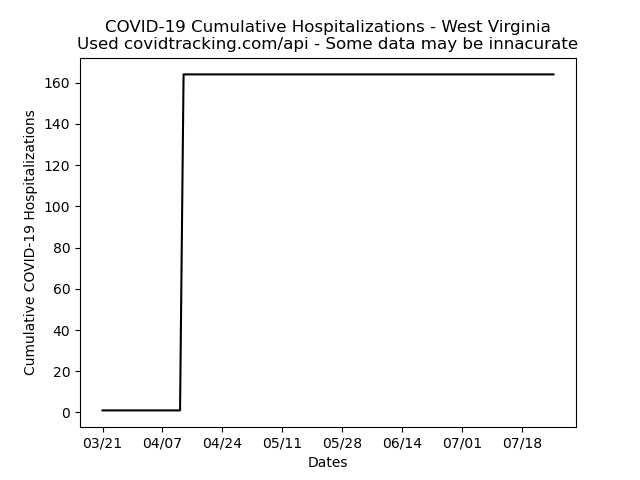 COVID-19 Cumulative Hospitalizations - West Virginia
Used covidtracking.com/api - Some data may be innacurate
Cumulative COVID-19 Hospitalizations
160
140
120
100
80
60
40
20
0
03/21 04/07 04/24 05/11 05/28 06/14 07/01 07/18
Dates